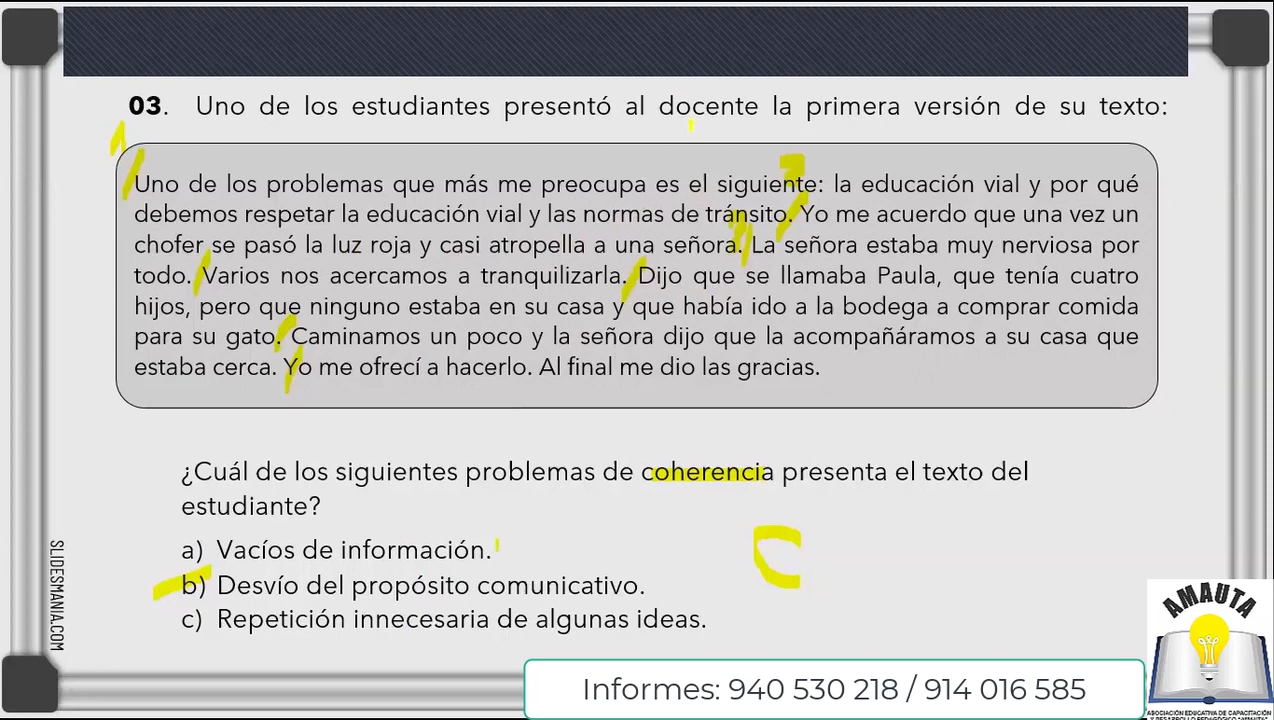 03. Uno de los estudiantes presentó al docente la primera versión de su texto:
Uno de los problemas que más me preocupa es el siguiente: la educación vial y por qué
debemos respetar la educación vial y las normas de tránsito. Yo me acuerdo que una vez un
chofer se pasó la luz roja y casi atropella a una señora. La señora estaba muy nerviosa por
todo. Varios nos acercamos a tranquilizarla. Dijo que se llamaba Paula, que tenía cuatro
hijos, pero que ninguno estaba en su casa y que había ido a la bodega a comprar comida
para su gato. Caminamos un poco y la señora dijo que la acompañáramos a su casa que
estaba cerca. Yo me ofrecí a hacerlo. Al final me dio las gracias.
¿Cuál de los siguientes problemas de coherencia presenta el texto del
estudiante?
a) Vacíos de información.
b) Desvío del propósito comunicativo.
c) Repetición innecesaria de algunas ideas.
SLIDESMANIA.COM
AMAUTA
ASOCIACIÓN EDUCATIVA DE CAPACITACIÓN
Y DESARROLLO PEDAGÓGICO "AMAUTA"
Informes: 940 530 218 / 914 016 585